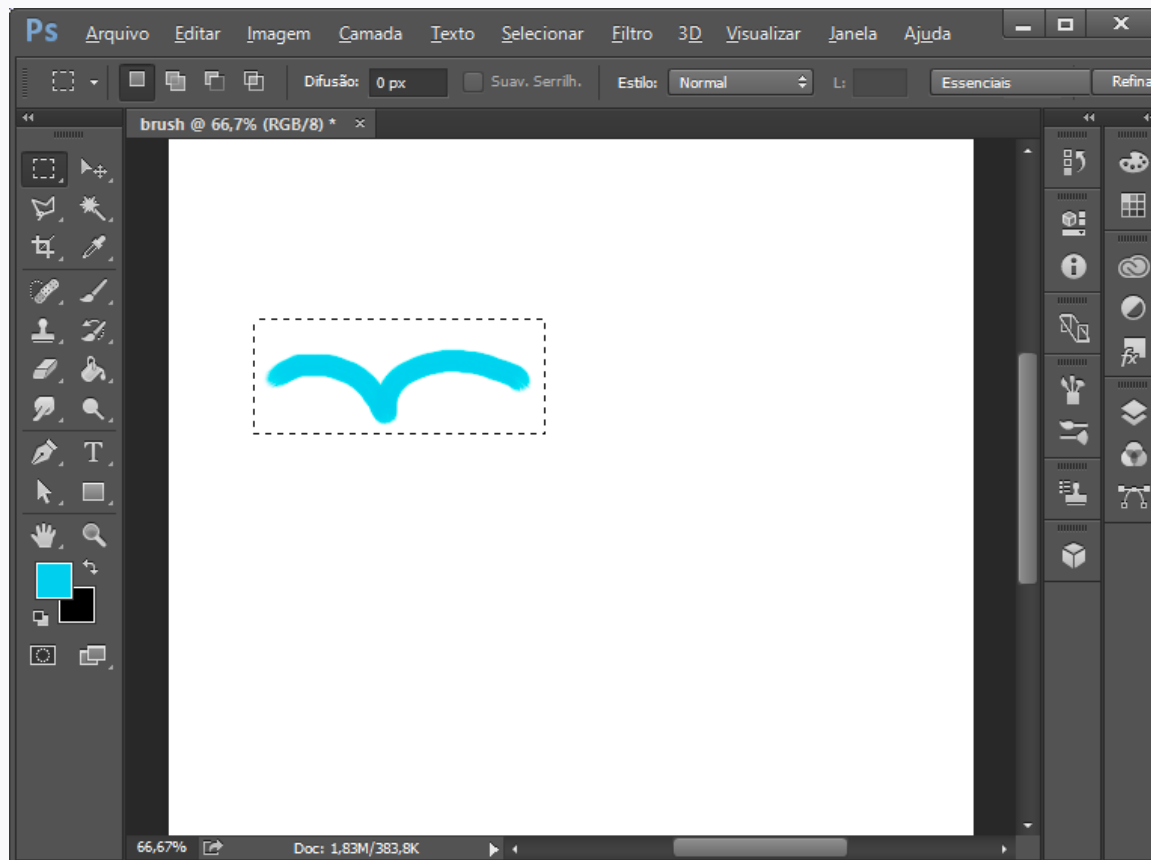 Ps Arquivo Editar Imagem Camada Texto Selecionar Filtro 3D Visualizar Janela Ajuda
Difusão: 0 px Suav. Serrilh. Estilo: Normal L: Essenciais Refina
brush @ 66,7% (RGB/8) * ×
66,67% Doc: 1,83M/383,8K